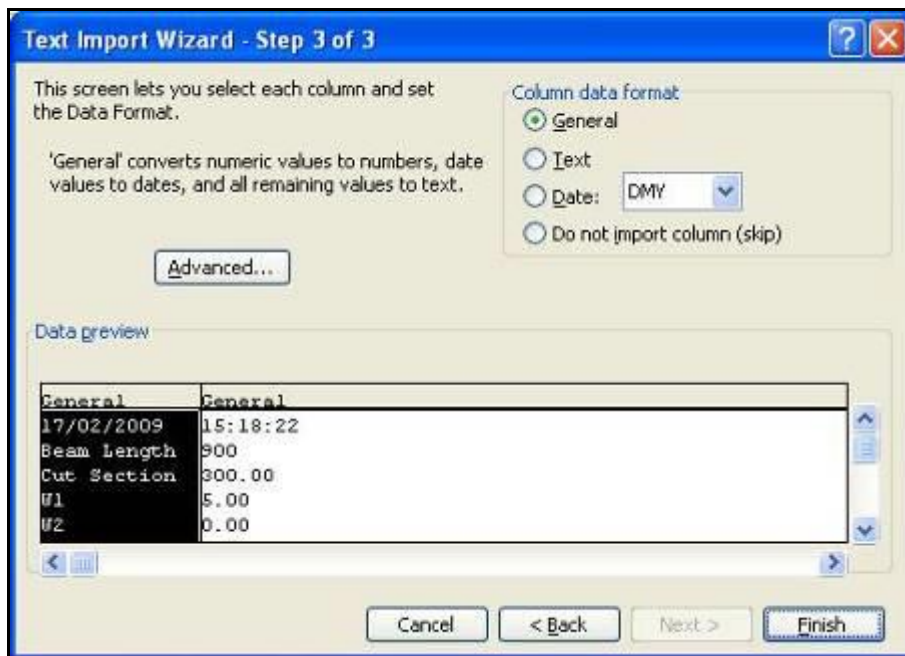 Text Import Wizard - Step 3 of 3
This screen lets you select each column and set
the Data Format.
'General' converts numeric values to numbers, date
values to dates, and all remaining values to text.
Advanced...
Column data format
General
Text
Date: DMY
Do not import column (skip)
Data preview
General General
17/02/2009 15:18:22
Beam Length 900
Cut Section 300.00
W1 5.00
W2 0.00
Cancel < Back Next > Finish